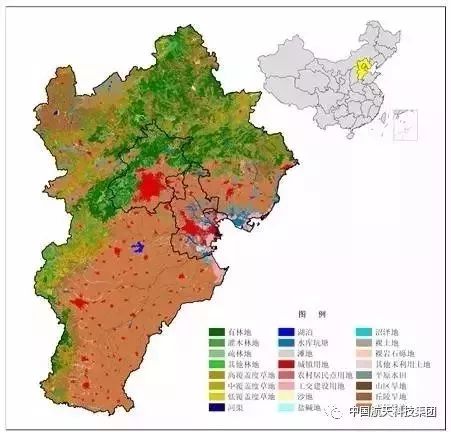 图 例
有林地 湖泊 沼泽地
灌木林地 水库坑塘 裸土地
疏林地 滩地 裸岩石砾地
其他林地 城镇用地 其他未利用土地
高覆盖度草地 农村居民点用地 平原水田
中覆盖度草地 工交建设用地 山区旱地
低覆盖度草地 沙地 丘陵旱地
河渠 盐碱地
中国航天科技集团